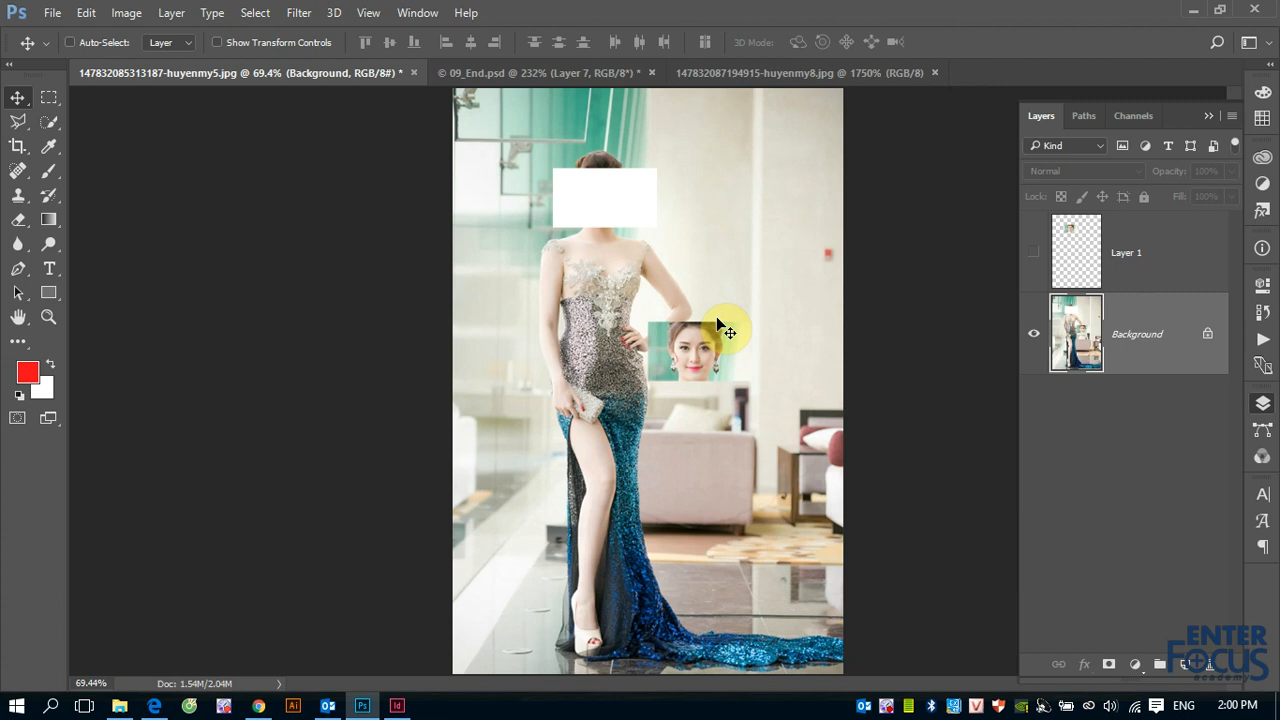 Ps File Edit Image Layer Type Select Filter 3D View Window Help
Auto-Select: Layer Show Transform Controls 3D Mode:
147832085313187-huyenmy5.jpg @ 69.4% (Background, RGB/8#) * × © 09_End.psd @ 232% (Layer 7, RGB/8*) * × 147832087194915-huyenmy8.jpg @ 1750% (RGB/8) ×
Layers Paths Channels
Kind
Normal Opacity: 100%
Lock: Fill: 100%
Layer 1
Background
ENTER
FOCUS
academy
69.44% Doc: 1.54M/2.04M
ENG 2:00 PM